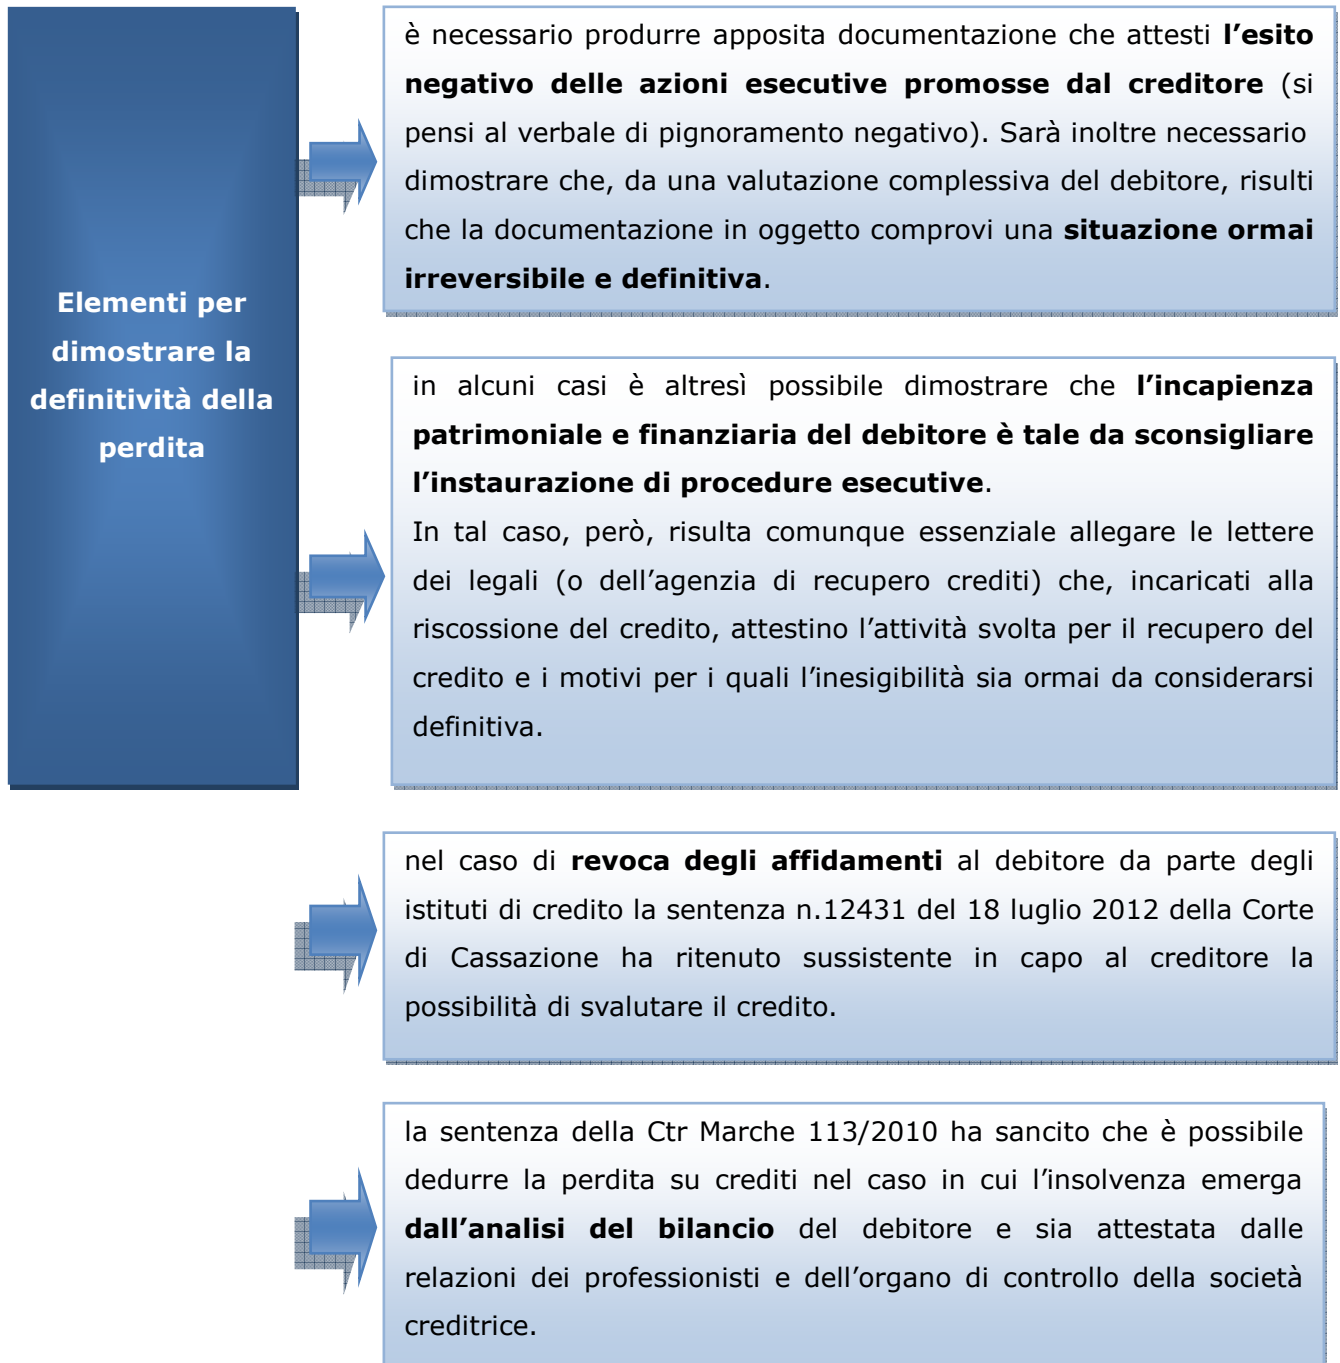 Elementi per
dimostrare la
definitività della
perdita
è necessario produrre apposita documentazione che attesti l’esito
negativo delle azioni esecutive promosse dal creditore (si
pensi al verbale di pignoramento negativo). Sarà inoltre necessario
dimostrare che, da una valutazione complessiva del debitore, risulti
che la documentazione in oggetto comprovi una situazione ormai
irreversibile e definitiva.
in alcuni casi è altresì possibile dimostrare che l’incapienza
patrimoniale e finanziaria del debitore è tale da sconsigliare
l’instaurazione di procedure esecutive.
In tal caso, però, risulta comunque essenziale allegare le lettere
dei legali (o dell’agenzia di recupero crediti) che, incaricati alla
riscossione del credito, attestino l’attività svolta per il recupero del
credito e i motivi per i quali l’inesigibilità sia ormai da considerarsi
definitiva.
nel caso di revoca degli affidamenti al debitore da parte degli
istituti di credito la sentenza n.12431 del 18 luglio 2012 della Corte
di Cassazione ha ritenuto sussistente in capo al creditore la
possibilità di svalutare il credito.
la sentenza della Ctr Marche 113/2010 ha sancito che è possibile
dedurre la perdita su crediti nel caso in cui l’insolvenza emerga
dall’analisi del bilancio del debitore e sia attestata dalle
relazioni dei professionisti e dell’organo di controllo della società
creditrice.